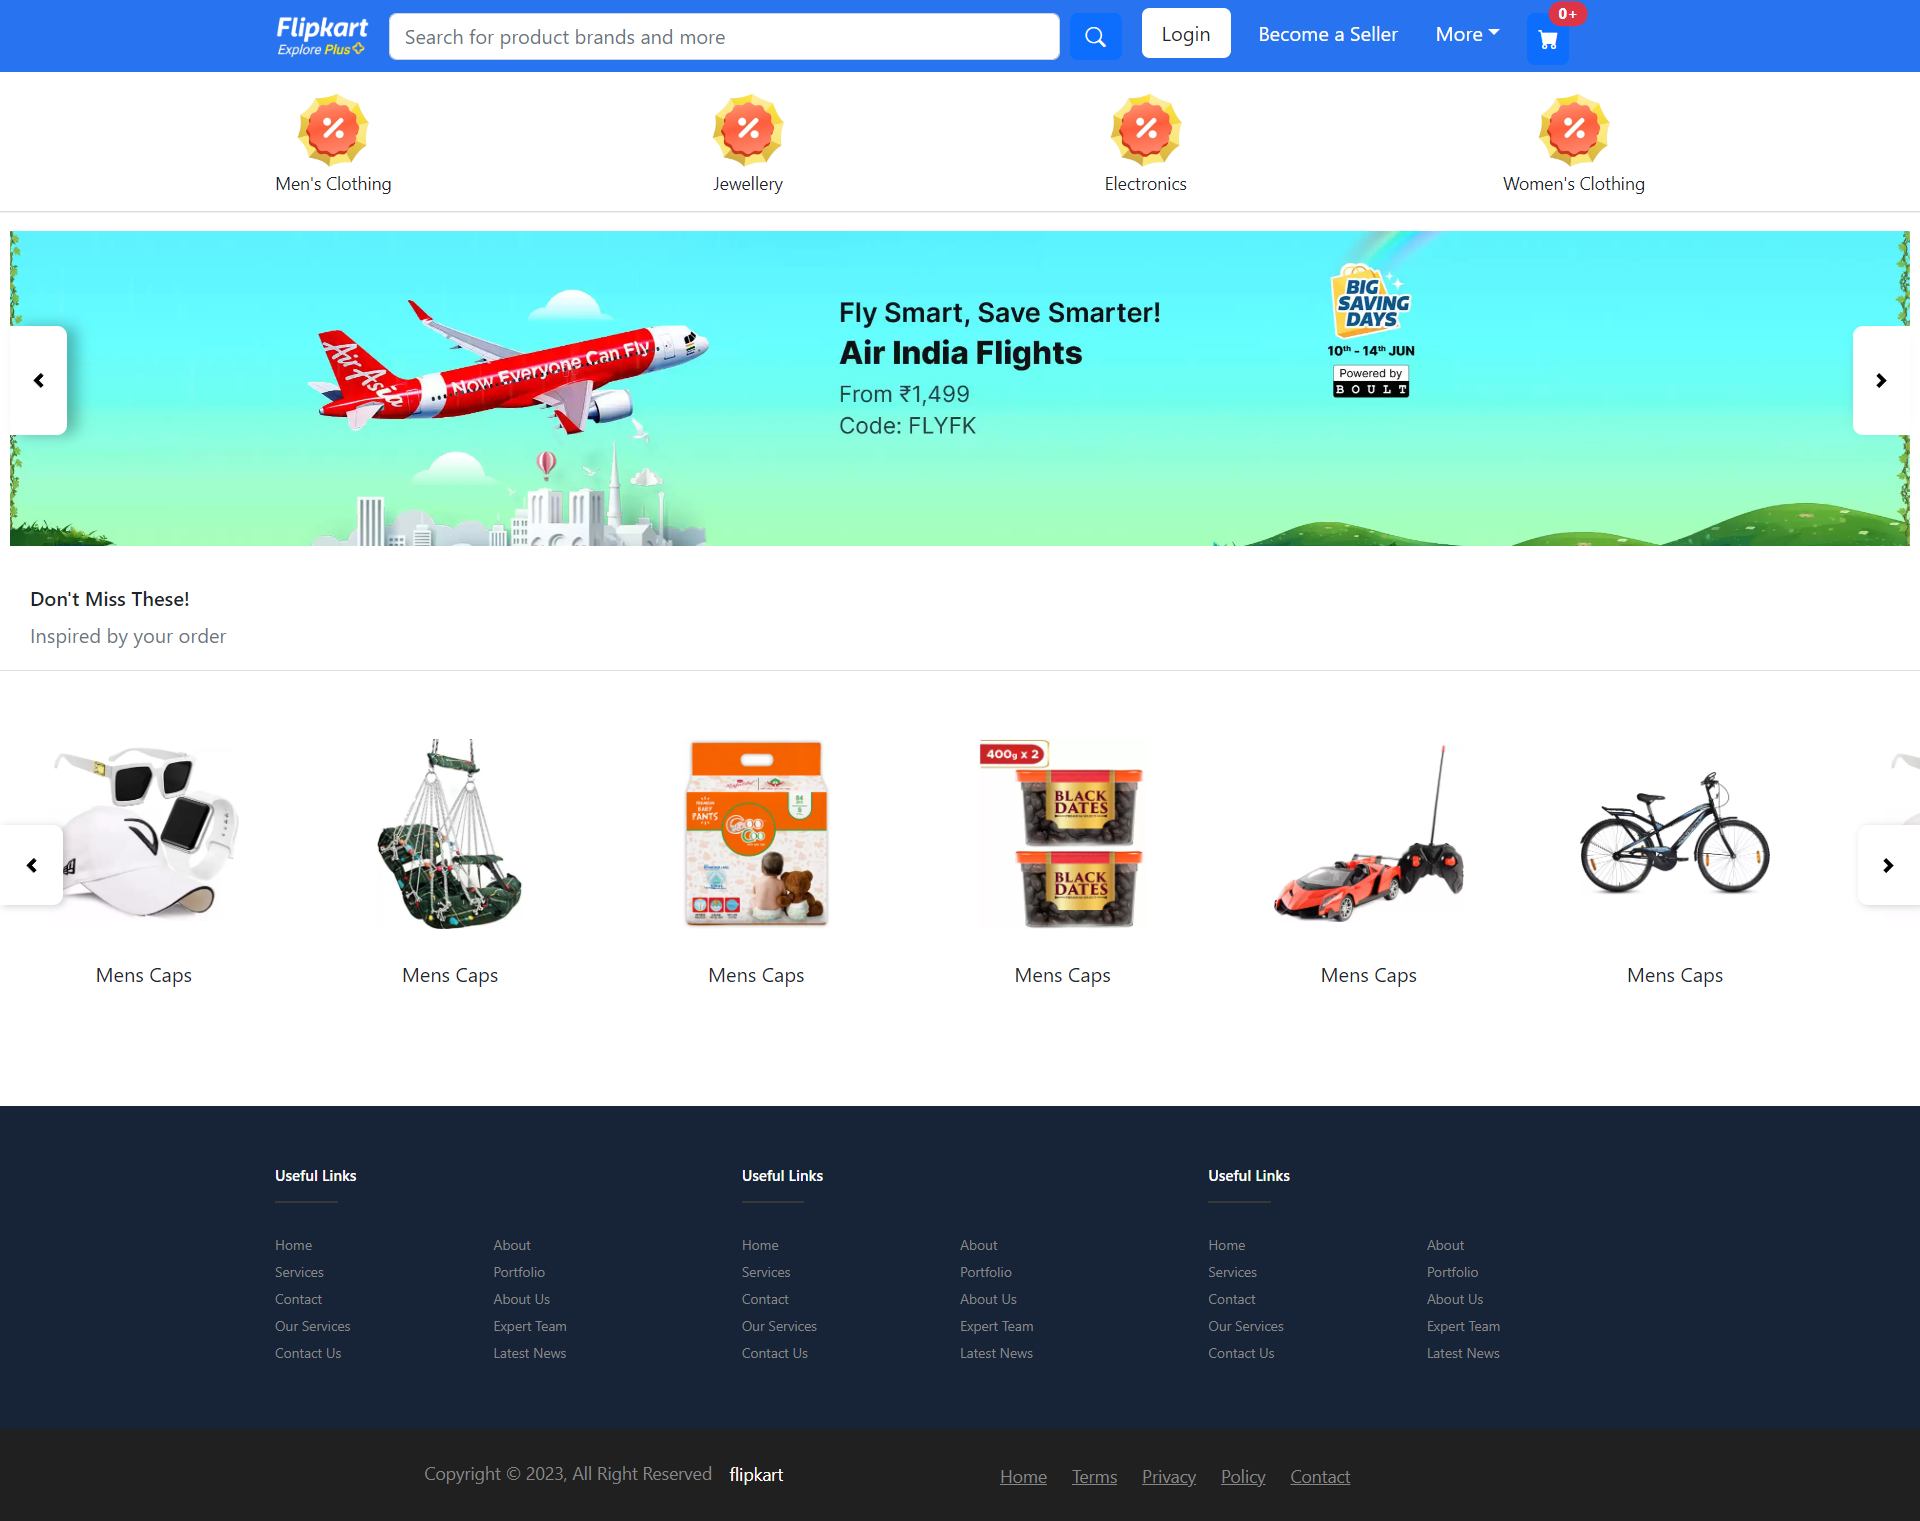 Flipkart
Explore Plus
Search for product brands and more
Login
Become a Seller
More
0+
Men's Clothing
Jewellery
Electronics
Women's Clothing
AirAsia
Now Everyone Can Fly
Fly Smart, Save Smarter!
Air India Flights
From ₹1,499
Code: FLYFK
BIG
SAVING
DAYS
10th - 14th JUN
Powered by
BOULT
Don't Miss These!
Inspired by your order
PREMIUM
BABY
PANTS
400g x 2
BLACK
DATES
BLACK
DATES
Mens Caps
Mens Caps
Mens Caps
Mens Caps
Mens Caps
Mens Caps
Useful Links
Useful Links
Useful Links
Home
About
Home
About
Home
About
Services
Portfolio
Services
Portfolio
Services
Portfolio
Contact
About Us
Contact
About Us
Contact
About Us
Our Services
Expert Team
Our Services
Expert Team
Our Services
Expert Team
Contact Us
Latest News
Contact Us
Latest News
Contact Us
Latest News
Copyright © 2023, All Right Reserved flipkart
Home
Terms
Privacy
Policy
Contact